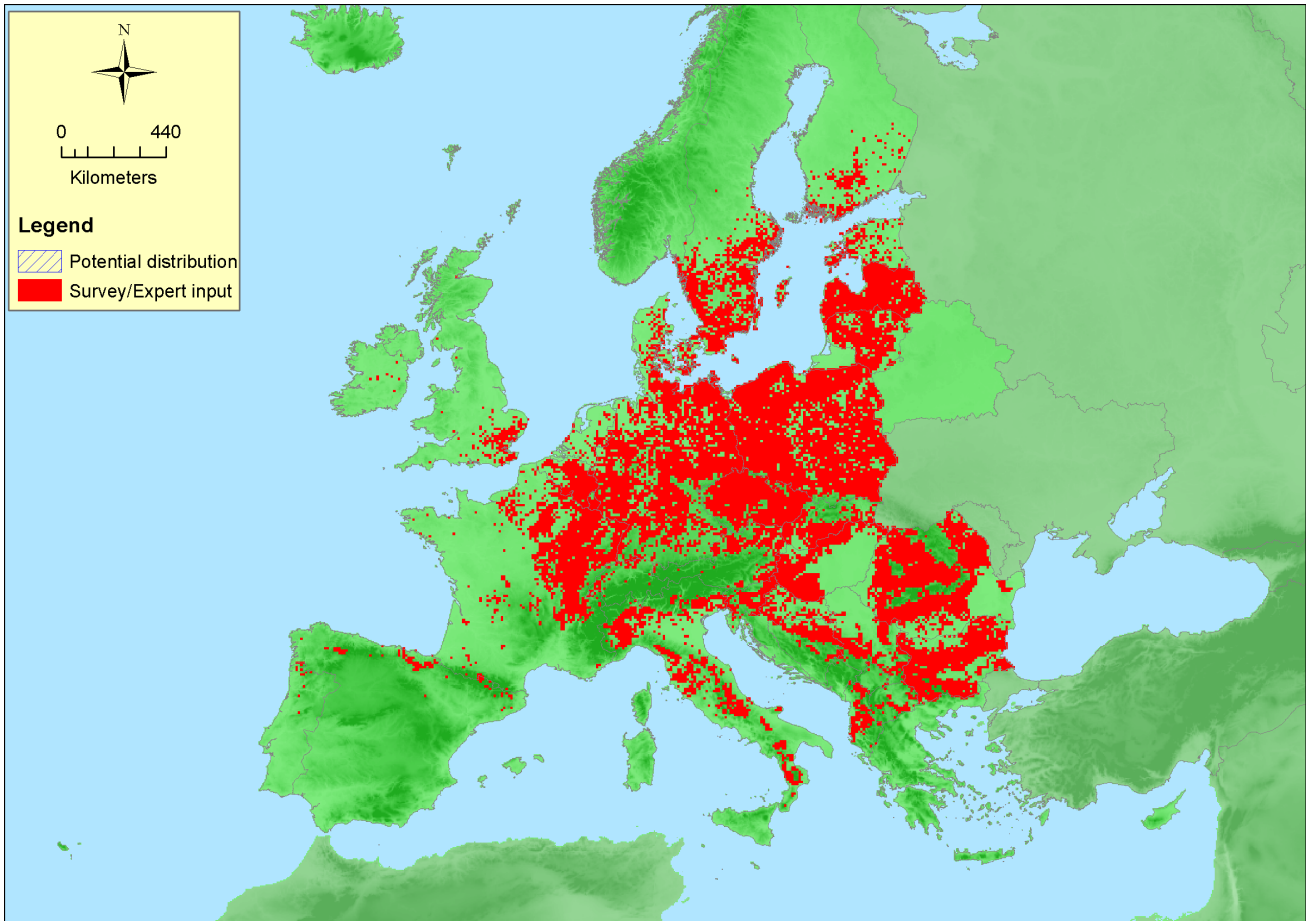 N
0 440
Kilometers
Legend
Potential distribution
Survey/Expert input